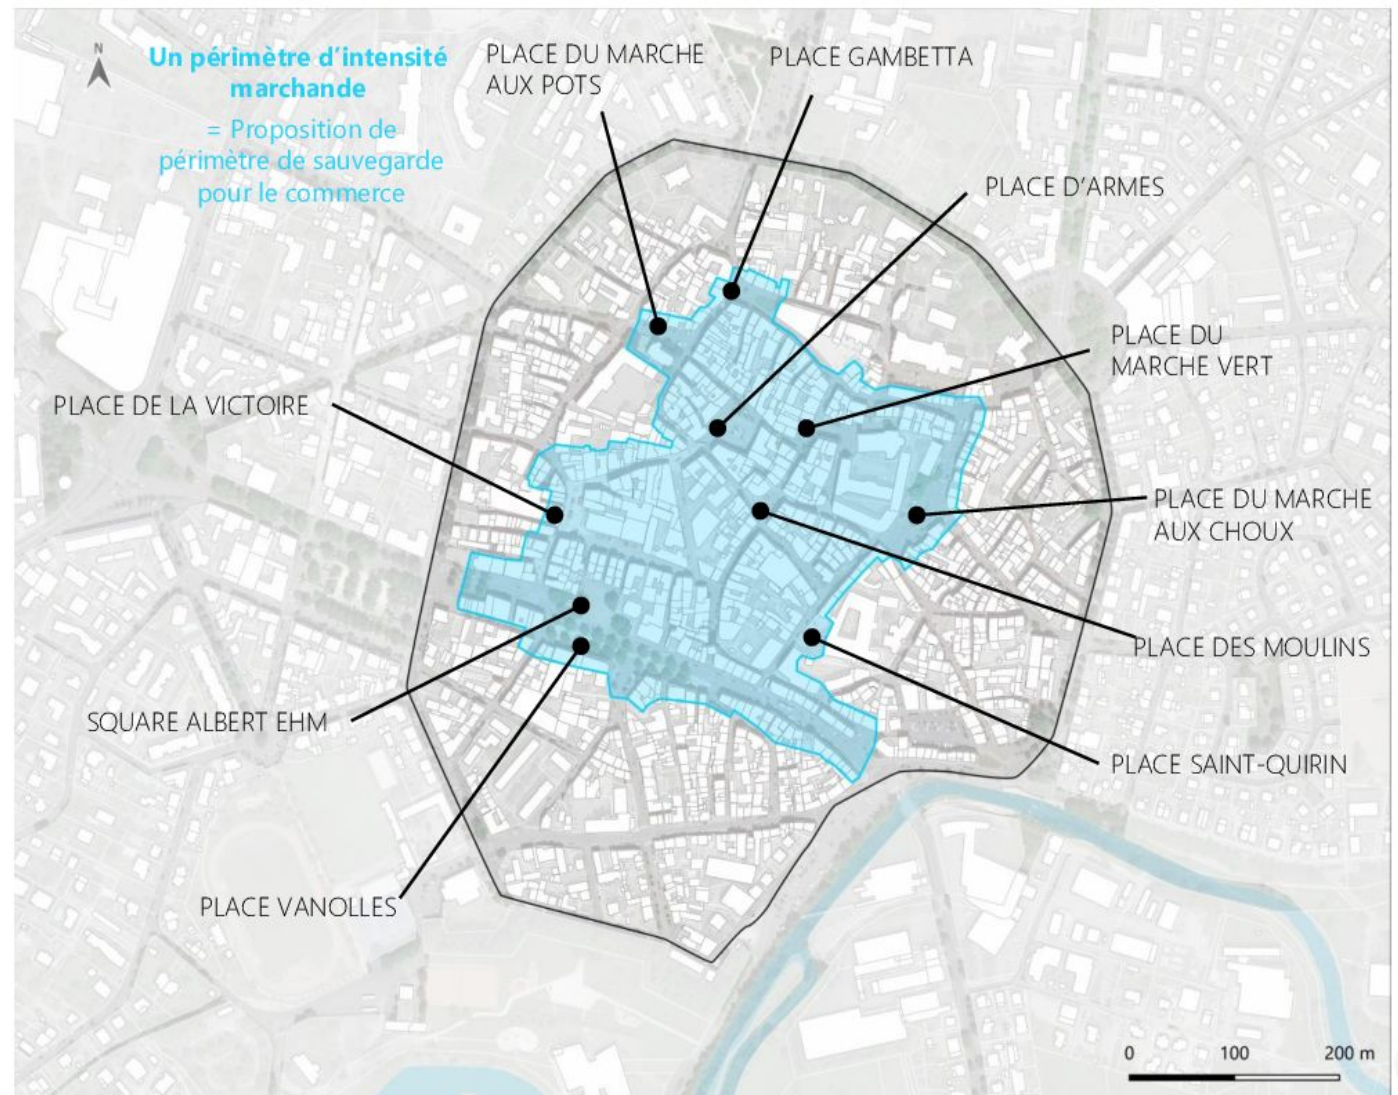 N
Un périmètre d'intensité
marchande
= Proposition de
périmètre de sauvegarde
pour le commerce
PLACE DU MARCHE
AUX POTS
PLACE GAMBETTA
PLACE D'ARMES
PLACE DU
MARCHE VERT
PLACE DE LA VICTOIRE
PLACE DU MARCHE
AUX CHOUX
PLACE DES MOULINS
SQUARE ALBERT EHM
PLACE SAINT-QUIRIN
PLACE VANOLLES
0 100 200 m